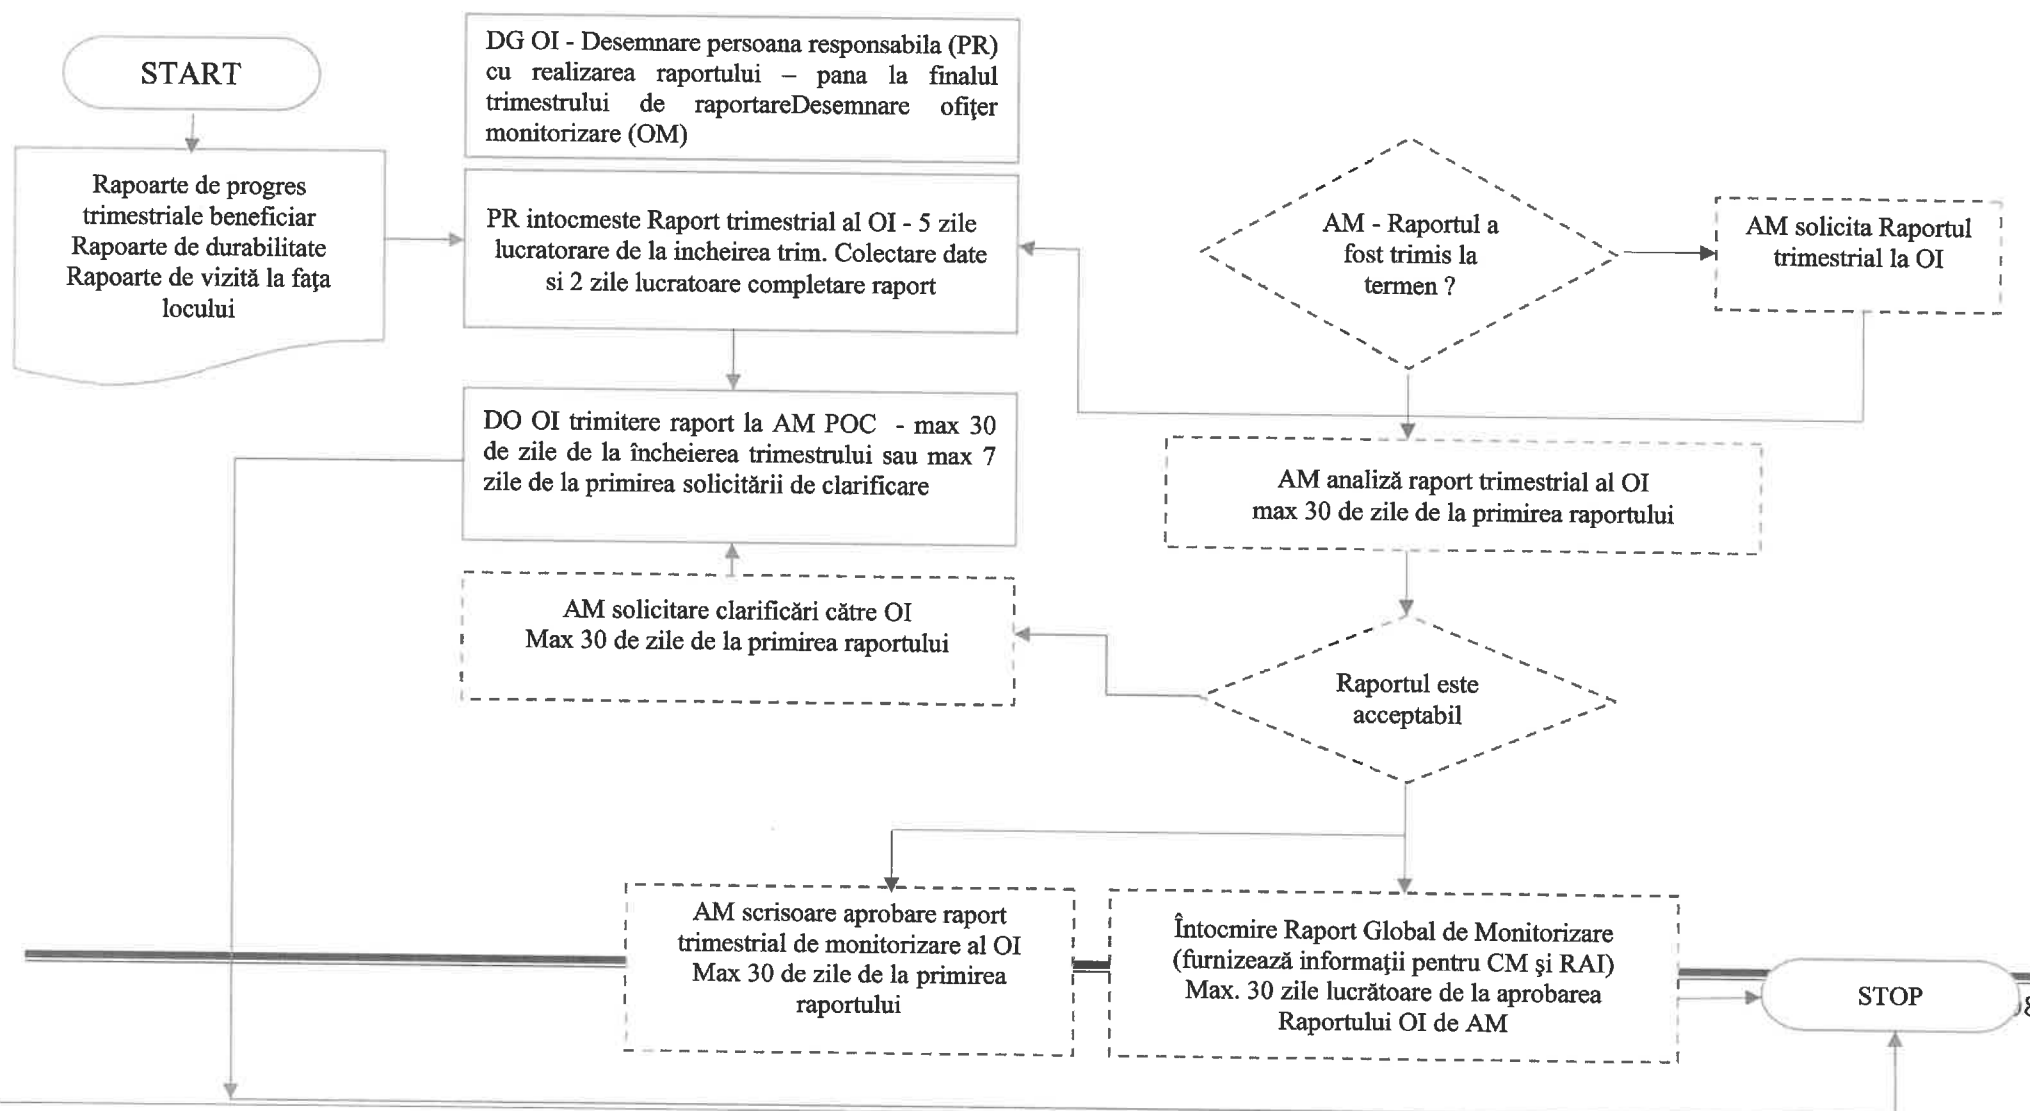 START
DG OI - Desemnare persoana responsabila (PR)
cu realizarea raportului – pana la finalul
trimestrului de raportareDesemnare ofiţer
monitorizare (OM)
Rapoarte de progres
trimestriale beneficiar
Rapoarte de durabilitate
Rapoarte de vizită la faţa
locului
PR intocmeste Raport trimestrial al OI - 5 zile
lucratorare de la incheirea trim. Colectare date
si 2 zile lucratoare completare raport
AM - Raportul a
fost trimis la
termen ?
AM solicita Raportul
trimestrial la OI
DO OI trimitere raport la AM POC - max 30
de zile de la încheierea trimestrului sau max 7
zile de la primirea solicitării de clarificare
AM analiză raport trimestrial al OI
max 30 de zile de la primirea raportului
AM solicitare clarificări către OI
Max 30 de zile de la primirea raportului
Raportul este
acceptabil
AM scrisoare aprobare raport
trimestrial de monitorizare al OI
Max 30 de zile de la primirea
raportului
Întocmire Raport Global de Monitorizare
(furnizează informaţii pentru CM şi RAI)
Max. 30 zile lucrătoare de la aprobarea
Raportului OI de AM
STOP